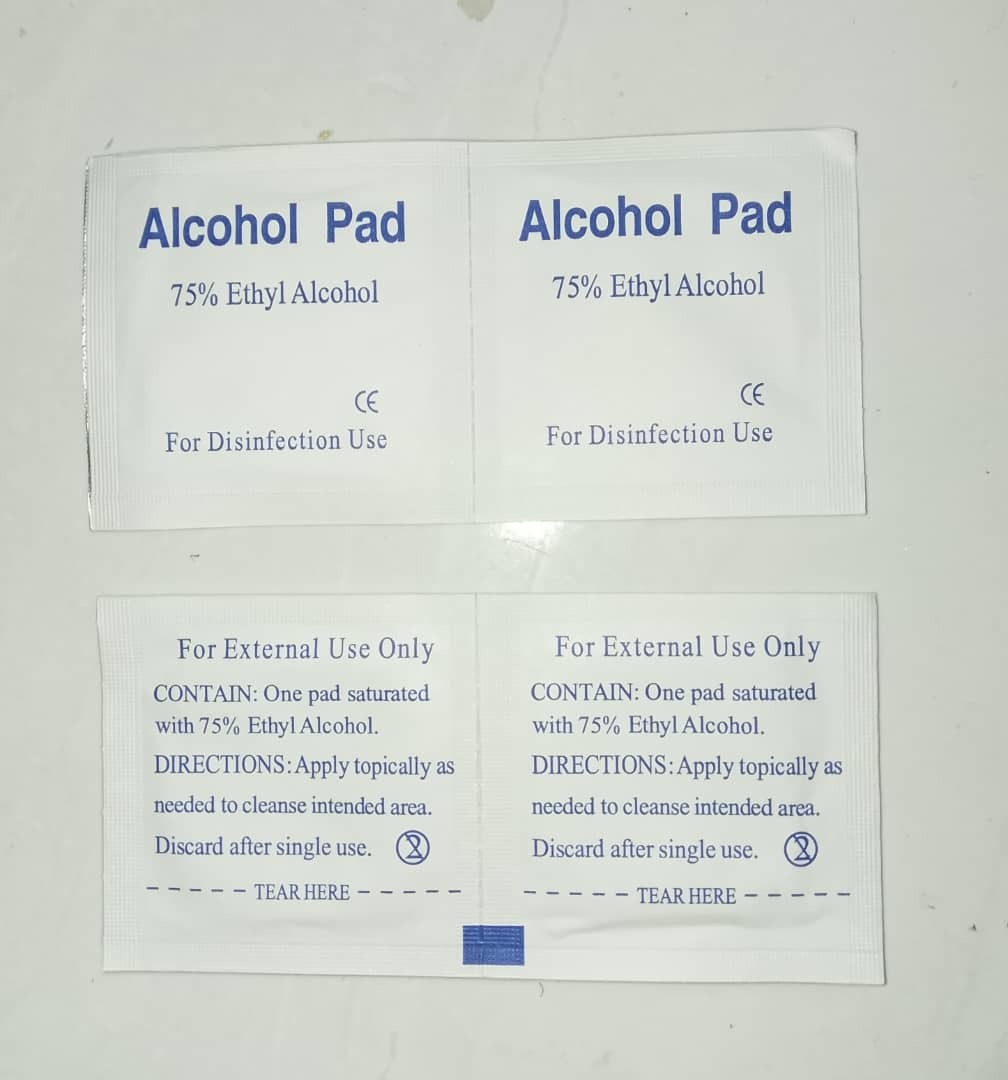 Alcohol Pad
75% Ethyl Alcohol
CE
For Disinfection Use
Alcohol Pad
75% Ethyl Alcohol
CE
For Disinfection Use
For External Use Only
CONTAIN: One pad saturated
with 75% Ethyl Alcohol.
DIRECTIONS: Apply topically as
needed to cleanse intended area.
Discard after single use. 2
----- TEAR HERE -----
For External Use Only
CONTAIN: One pad saturated
with 75% Ethyl Alcohol.
DIRECTIONS: Apply topically as
needed to cleanse intended area.
Discard after single use. 2
----- TEAR HERE -----